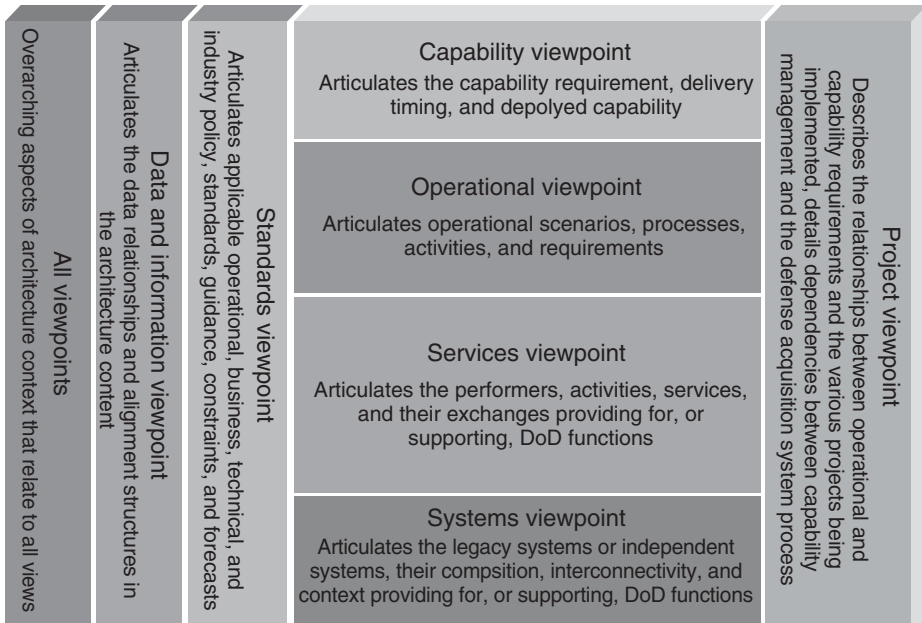 All viewpoints
Overarching aspects of architecture context that relate to all views
Data and information viewpoint
Articulates the data relationships and alignment structures in
the architecture content
Standards viewpoint
Articulates applicable operational, business, technical, and
industry policy, standards, guidance, constraints, and forecasts
Capability viewpoint
Articulates the capability requirement, delivery
timing, and depolyed capability
Operational viewpoint
Articulates operational scenarios, processes,
activities, and requirements
Services viewpoint
Articulates the performers, activities, services,
and their exchanges providing for, or
supporting, DoD functions
Systems viewpoint
Articulates the legacy systems or independent
systems, their compsition, interconnectivity, and
context providing for, or supporting, DoD functions
Project viewpoint
Describes the relationships between operational and
capability requirements and the various projects being
implemented, details dependencies between capability
management and the defense acquisition system process